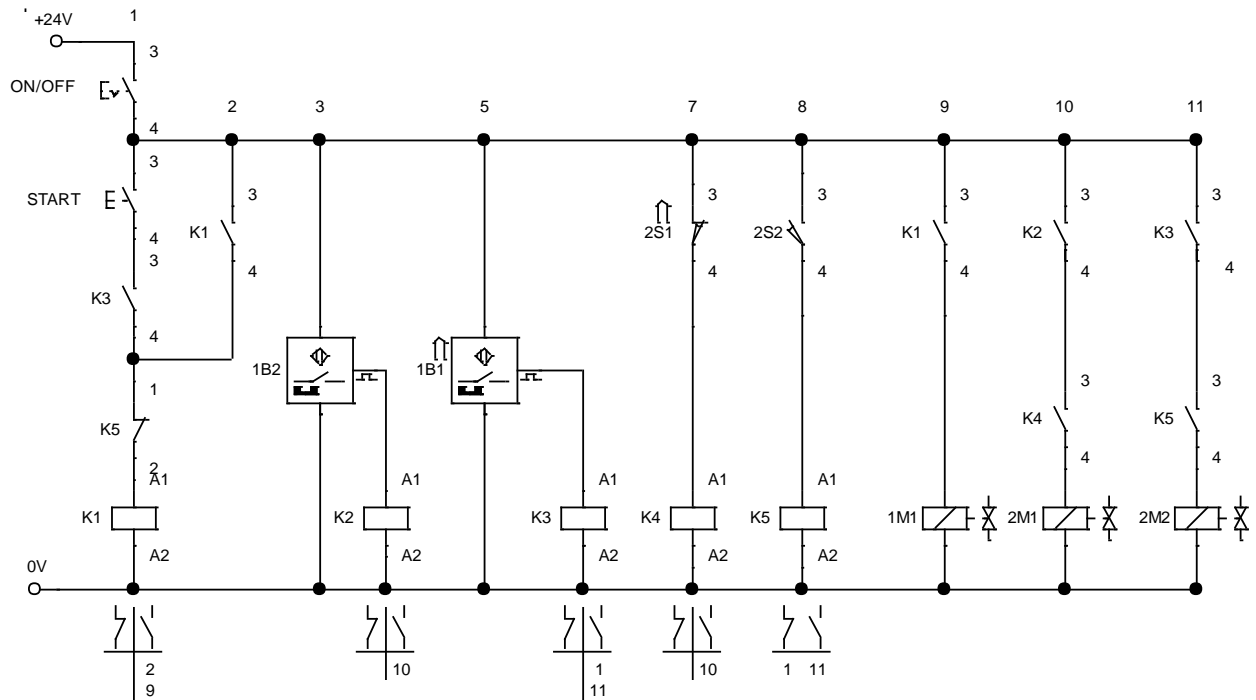 1
+24V
3
ON/OFF
2 3 5 7 8 9 10 11
4
3
3 3 3 3 3
START
K1 2S1 2S2 K1 K2 K3
4
3
4 4 4 4 4 4
K3
4
1B2 1B1
1
3 3
K5 K4 K5
2
4 4
A1 A1 A1 A1 A1
K1 K2 K3 K4 K5 1M1 2M1 2M2
A2 A2 A2 A2 A2
0V
2 10 1 10 1 11
9 11